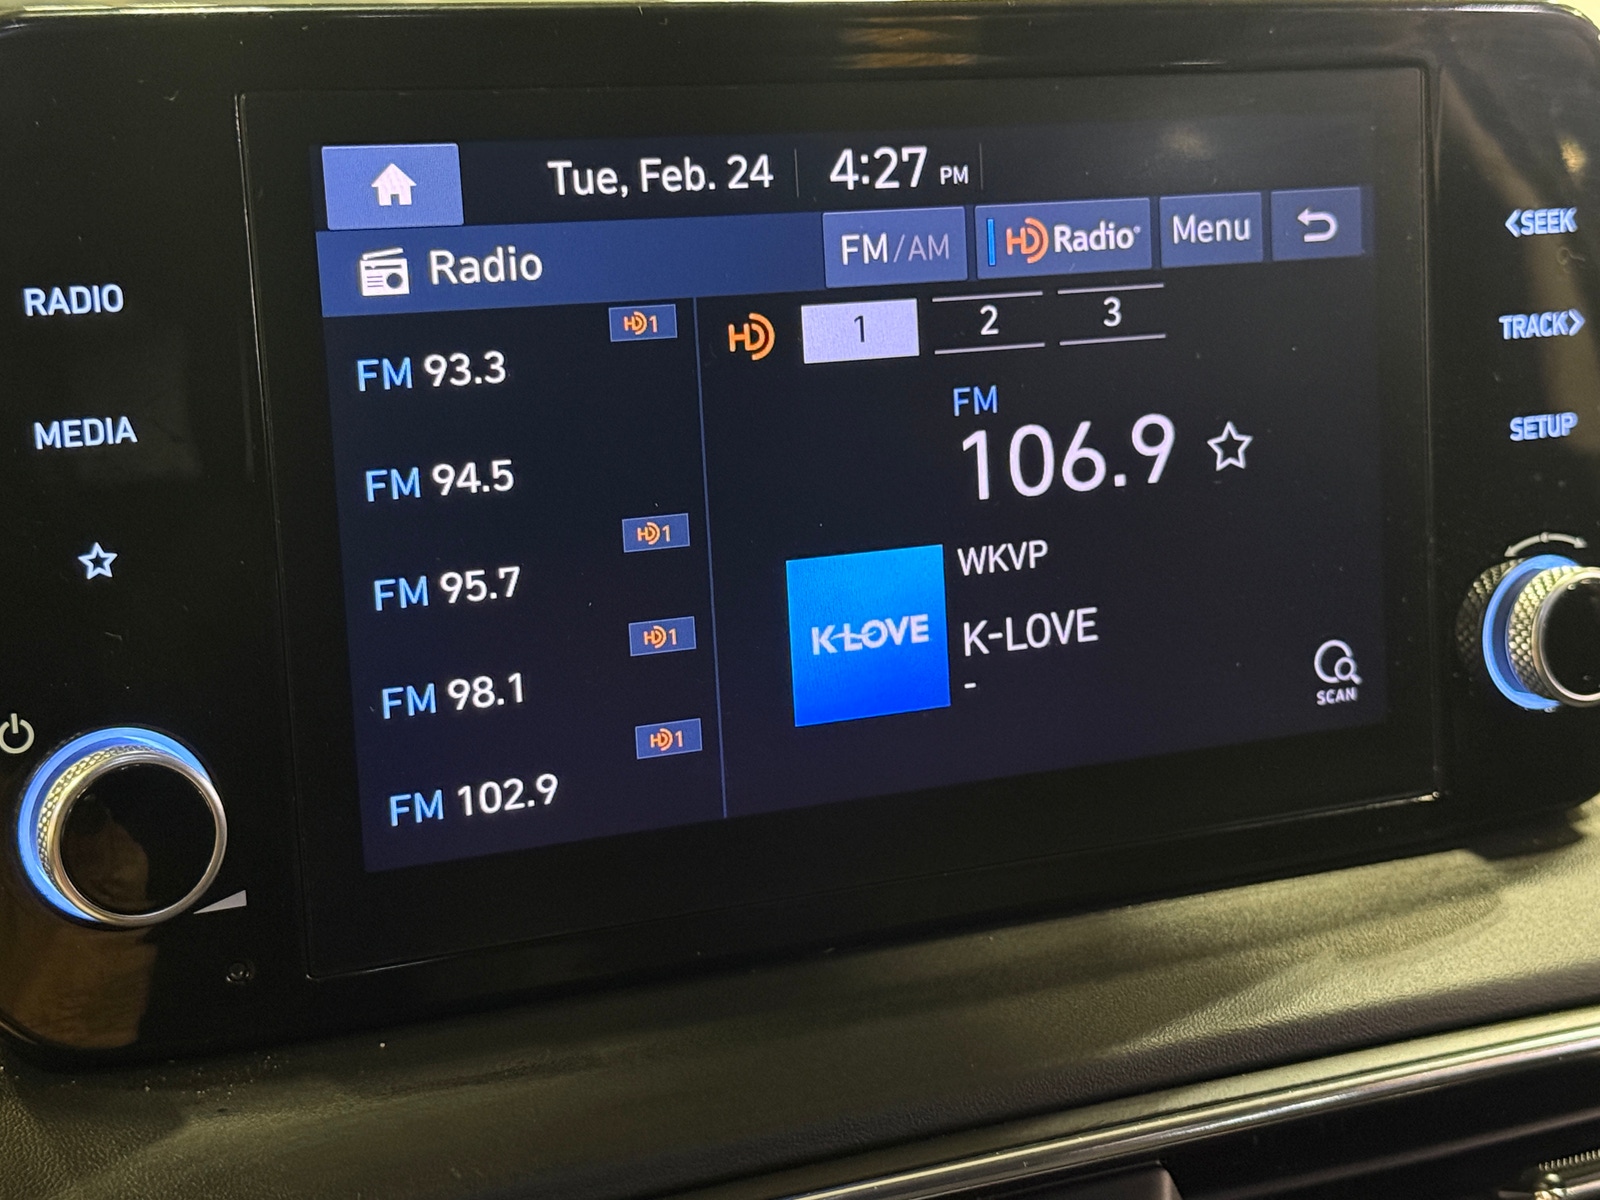 Tue, Feb. 24 4:27 PM
Radio FM/AM HD Radio® Menu
HD 1 2 3
HD1
FM 93.3
FM 94.5
HD1
FM 95.7
HD1
FM 98.1
HD1
FM 102.9
FM
106.9
WKVP
K-LOVE
K-LOVE
-
SCAN
RADIO
MEDIA
<SEEK
TRACK>
SETUP